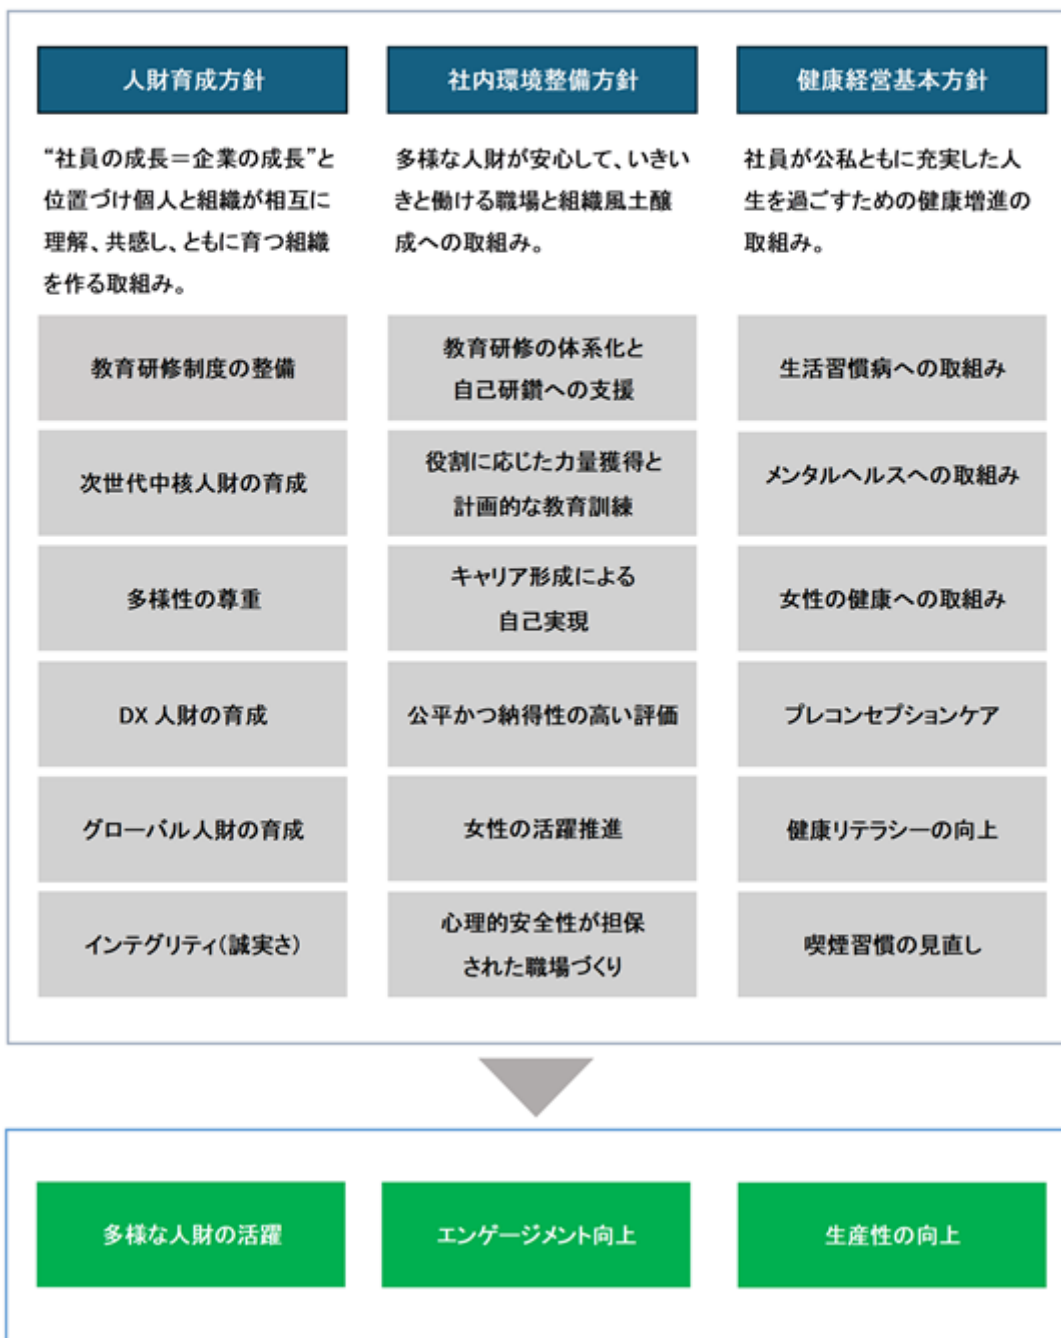 人財育成方針
“社員の成長＝企業の成長”と
位置づけ個人と組織が相互に
理解、共感し、ともに育つ組織
を作る取組み。
教育研修制度の整備
次世代中核人財の育成
多様性の尊重
DX 人財の育成
グローバル人財の育成
インテグリティ(誠実さ)
社内環境整備方針
多様な人財が安心して、いきい
きと働ける職場と組織風土醸
成への取組み。
教育研修の体系化と
自己研鑽への支援
役割に応じた力量獲得と
計画的な教育訓練
キャリア形成による
自己実現
公平かつ納得性の高い評価
女性の活躍推進
心理的安全性が担保
された職場づくり
健康経営基本方針
社員が公私ともに充実した人
生を過ごすための健康増進の
取組み。
生活習慣病への取組み
メンタルヘルスへの取組み
女性の健康への取組み
プレコンセプションケア
健康リテラシーの向上
喫煙習慣の見直し
多様な人財の活躍
エンゲージメント向上
生産性の向上